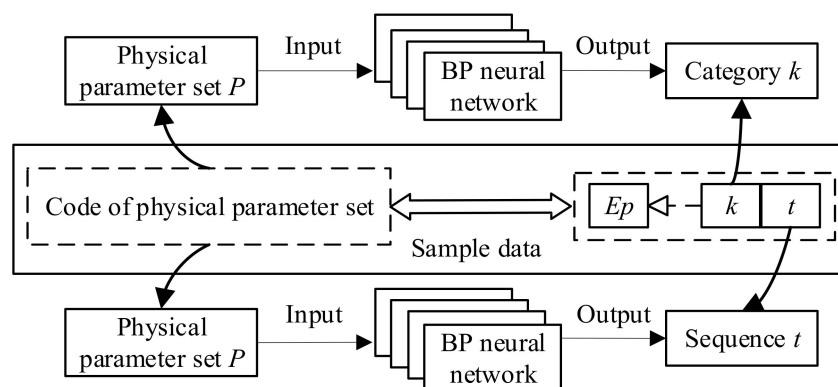 Physical
parameter set P
Input
BP neural
network
Output
Category k
Code of physical parameter set
Sample data
Ep
k
t
Physical
parameter set P
Input
BP neural
network
Output
Sequence t